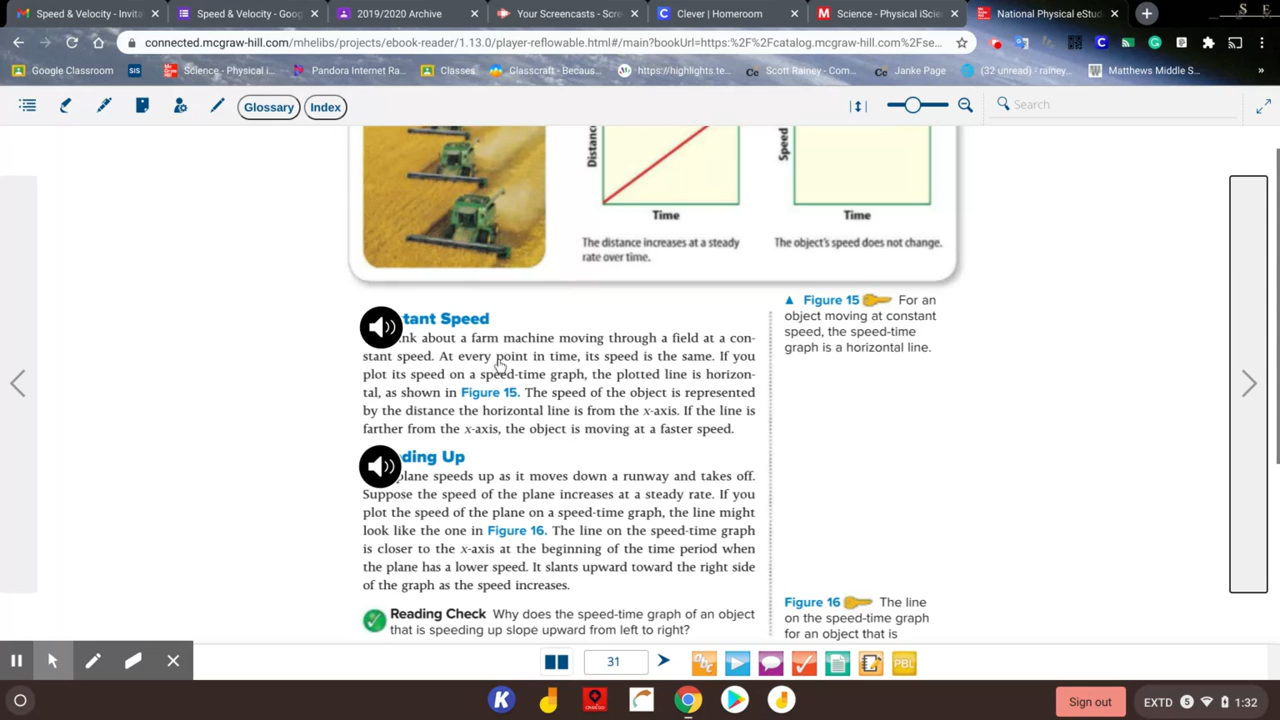 Speed & Velocity - Invita
Speed & Velocity - Goog
2019/2020 Archive
Your Screencasts - Scre
Clever | Homeroom
Science - Physical iScien
National Physical eStude
connected.mcgraw-hill.com/mhelibs/projects/ebook-reader/1.13.0/player-reflowable.html#/main?bookUrl=https:%2F%2Fcatalog.mcgraw-hill.com%2Fse...
Google Classroom
SIS
Science - Physical i...
Pandora Internet Ra...
Classes
Classcraft - Becaus...
https://highlights.te...
Scott Rainey - Com...
Janke Page
(32 unread) - rainey...
Matthews Middle S...
»
Glossary
Index
Search
Distance
Time
Speed
Time
The distance increases at a steady
rate over time.
The object's speed does not change.
tant Speed
nk about a farm machine moving through a field at a con-
stant speed. At every point in time, its speed is the same. If you
plot its speed on a speed-time graph, the plotted line is horizon-
tal, as shown in Figure 15. The speed of the object is represented
by the distance the horizontal line is from the x-axis. If the line is
farther from the x-axis, the object is moving at a faster speed.
ding Up
plane speeds up as it moves down a runway and takes off.
Suppose the speed of the plane increases at a steady rate. If you
plot the speed of the plane on a speed-time graph, the line might
look like the one in Figure 16. The line on the speed-time graph
is closer to the x-axis at the beginning of the time period when
the plane has a lower speed. It slants upward toward the right side
of the graph as the speed increases.
Reading Check Why does the speed-time graph of an object
that is speeding up slope upward from left to right?
▲ Figure 15 For an
object moving at constant
speed, the speed-time
graph is a horizontal line.
Figure 16 The line
on the speed-time graph
for an object that is
31
abc
PBL
Sign out
EXTD
5
1:32